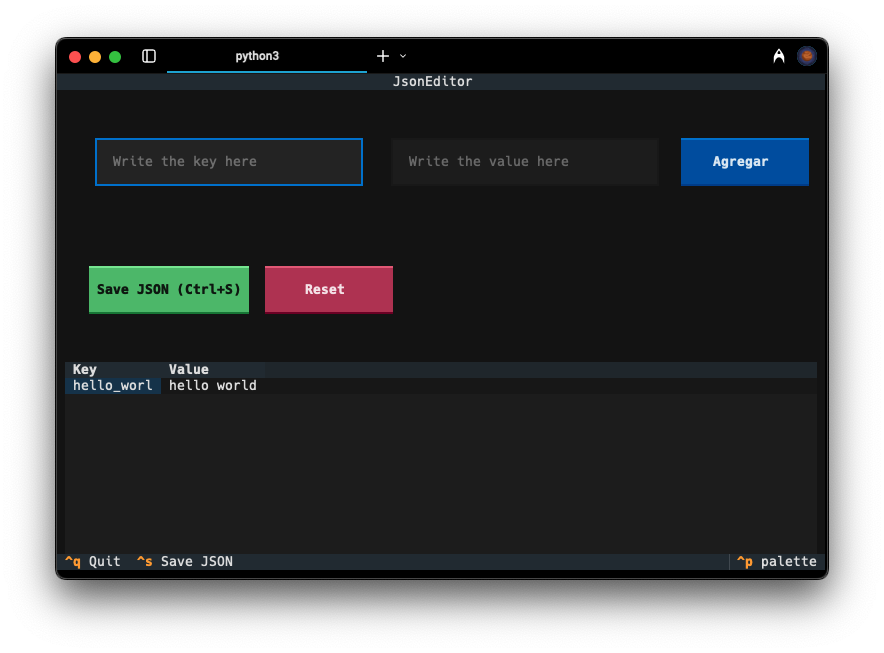 python3
JsonEditor
Write the key here Write the value here Agregar
Save JSON (Ctrl+S) Reset
Key Value
hello_worl hello world
^q Quit ^s Save JSON ^p palette